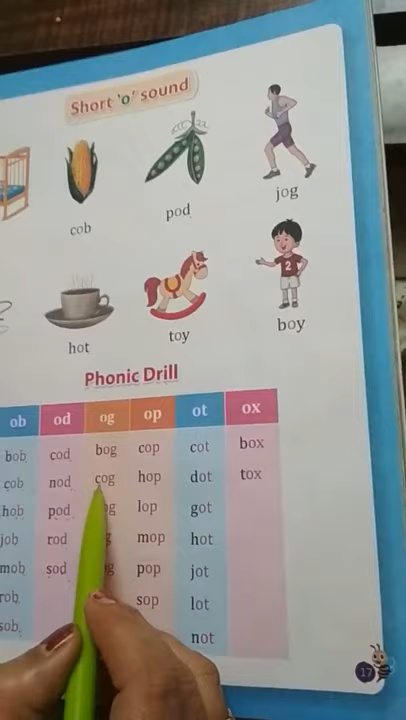 Short 'o' sound
cob
pod
jog
hot
toy
boy
2
Phonic Drill
ob od og op ot ox
bob cod bog cop cot box
cob nod cog hop dot tox
hob pod lop got
job rod mop hot
mob sod pop jot
rob sop lot
sob not
17